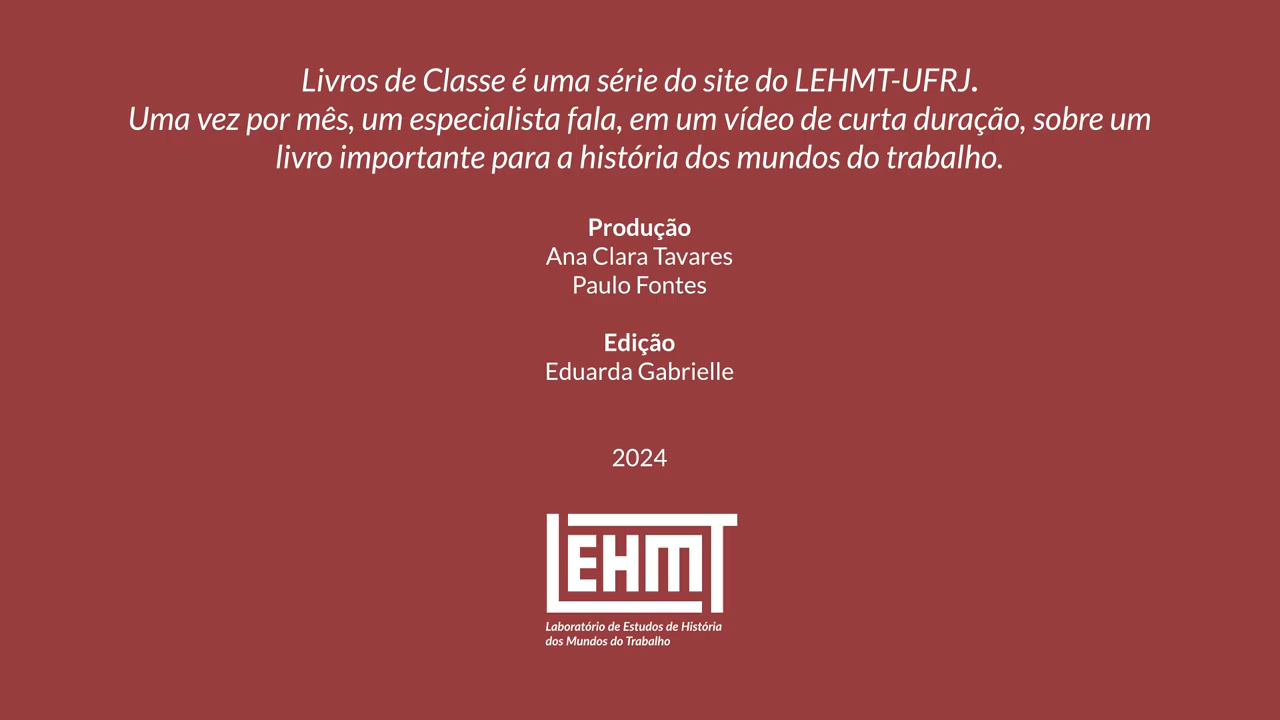 Livros de Classe é uma série do site do LEHMT-UFRJ.
Uma vez por mês, um especialista fala, em um vídeo de curta duração, sobre um
livro importante para a história dos mundos do trabalho.
Produção
Ana Clara Tavares
Paulo Fontes
Edição
Eduarda Gabrielle
2024
LEHMT
Laboratório de Estudos de História
dos Mundos do Trabalho